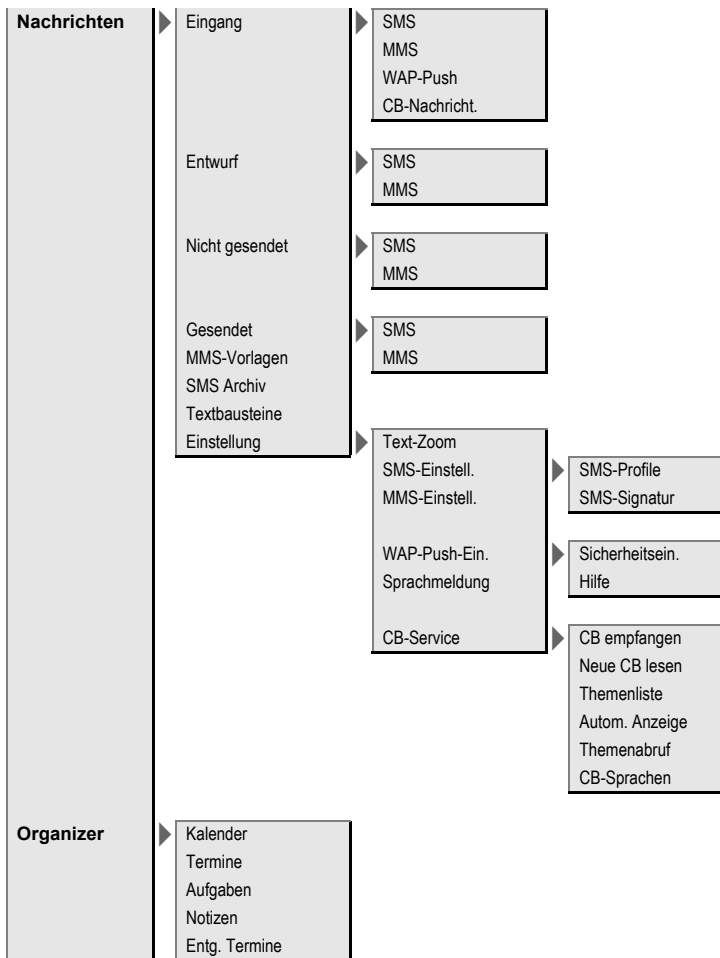 Nachrichten
Eingang
SMS
MMS
WAP-Push
CB-Nachricht.
Entwurf
SMS
MMS
Nicht gesendet
SMS
MMS
Gesendet
SMS
MMS-Vorlagen
MMS
SMS Archiv
Textbausteine
Einstellung
Text-Zoom
SMS-Einstell.
SMS-Profile
MMS-Einstell.
SMS-Signatur
WAP-Push-Ein.
Sicherheitsein.
Sprachmeldung
Hilfe
CB-Service
CB empfangen
Neue CB lesen
Themenliste
Autom. Anzeige
Themenabruf
CB-Sprachen
Organizer
Kalender
Termine
Aufgaben
Notizen
Entg. Termine